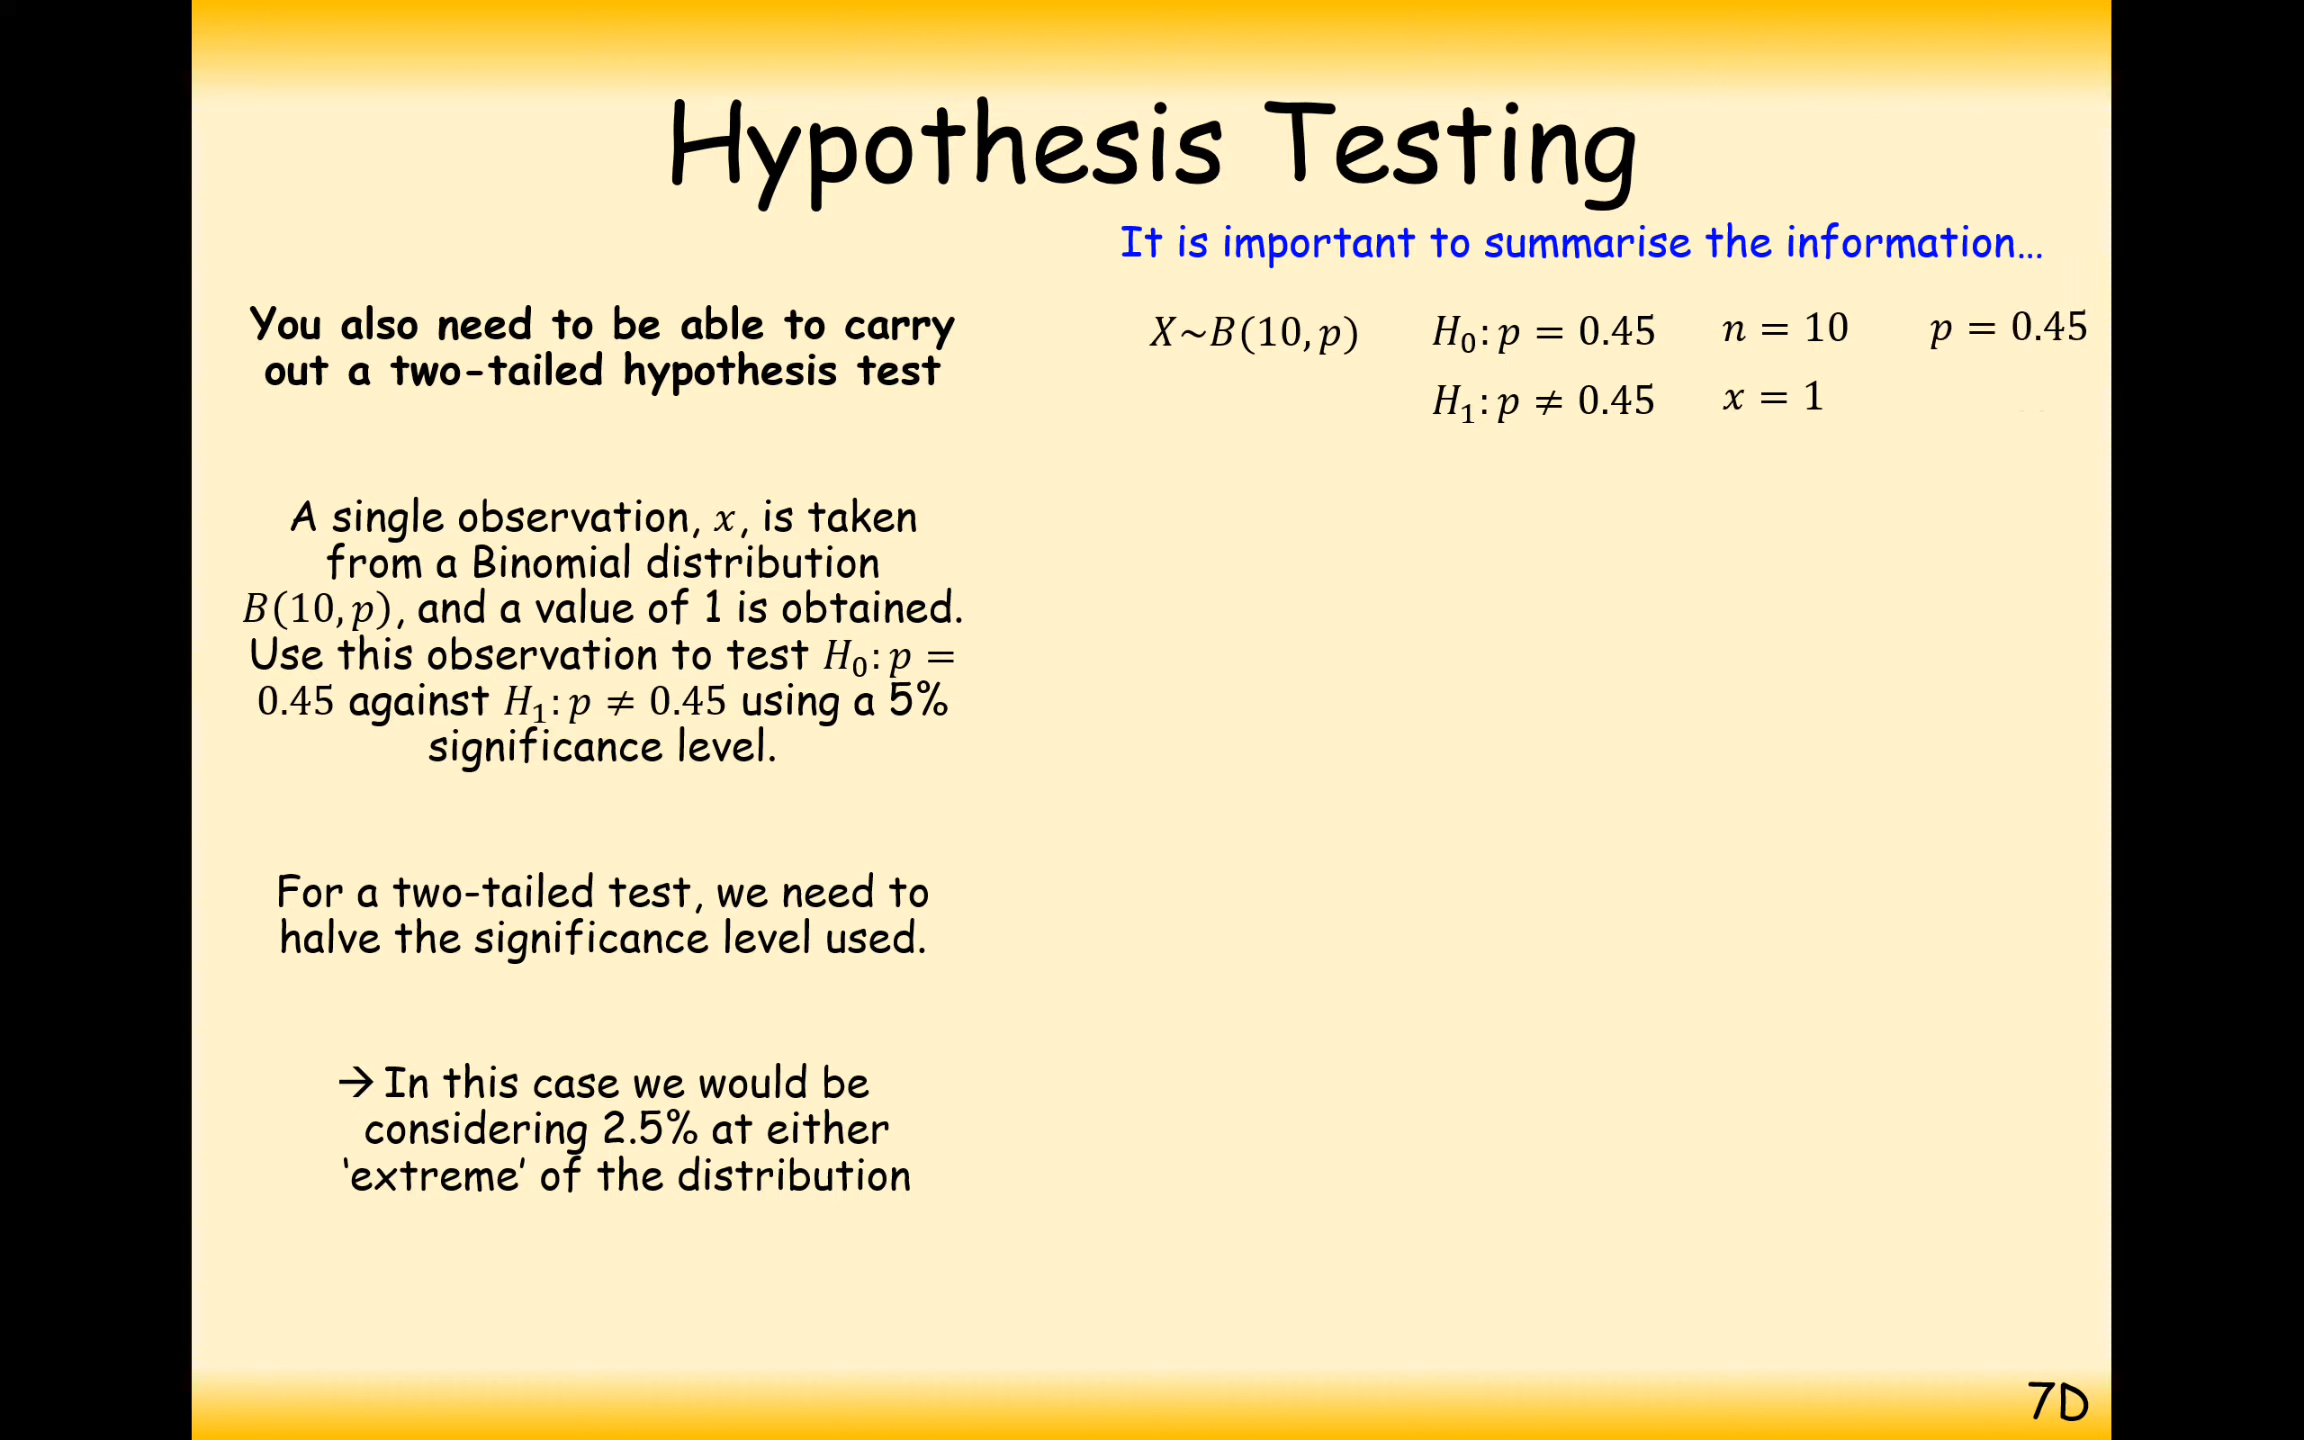 Hypothesis Testing
It is important to summarise the information...
You also need to be able to carry
out a two-tailed hypothesis test
X~B(10, p)
H₀: p = 0.45
n = 10
p = 0.45
H₁: p ≠ 0.45
x = 1
A single observation, x, is taken
from a Binomial distribution
B(10, p), and a value of 1 is obtained.
Use this observation to test H₀: p =
0.45 against H₁: p ≠ 0.45 using a 5%
significance level.
For a two-tailed test, we need to
halve the significance level used.
→ In this case we would be
considering 2.5% at either
‘extreme’ of the distribution
7D